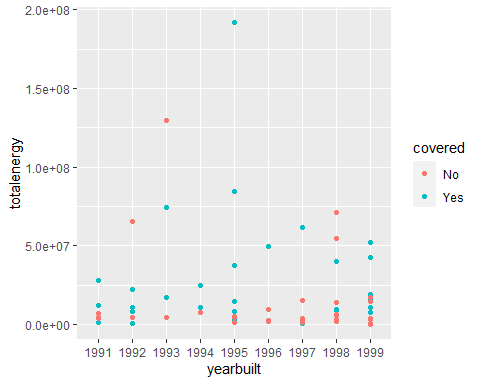 2.0e+08
1.5e+08
1.0e+08
5.0e+07
0.0e+00
totalenergy
1991 1992 1993 1994 1995 1996 1997 1998 1999
yearbuilt
covered
No
Yes